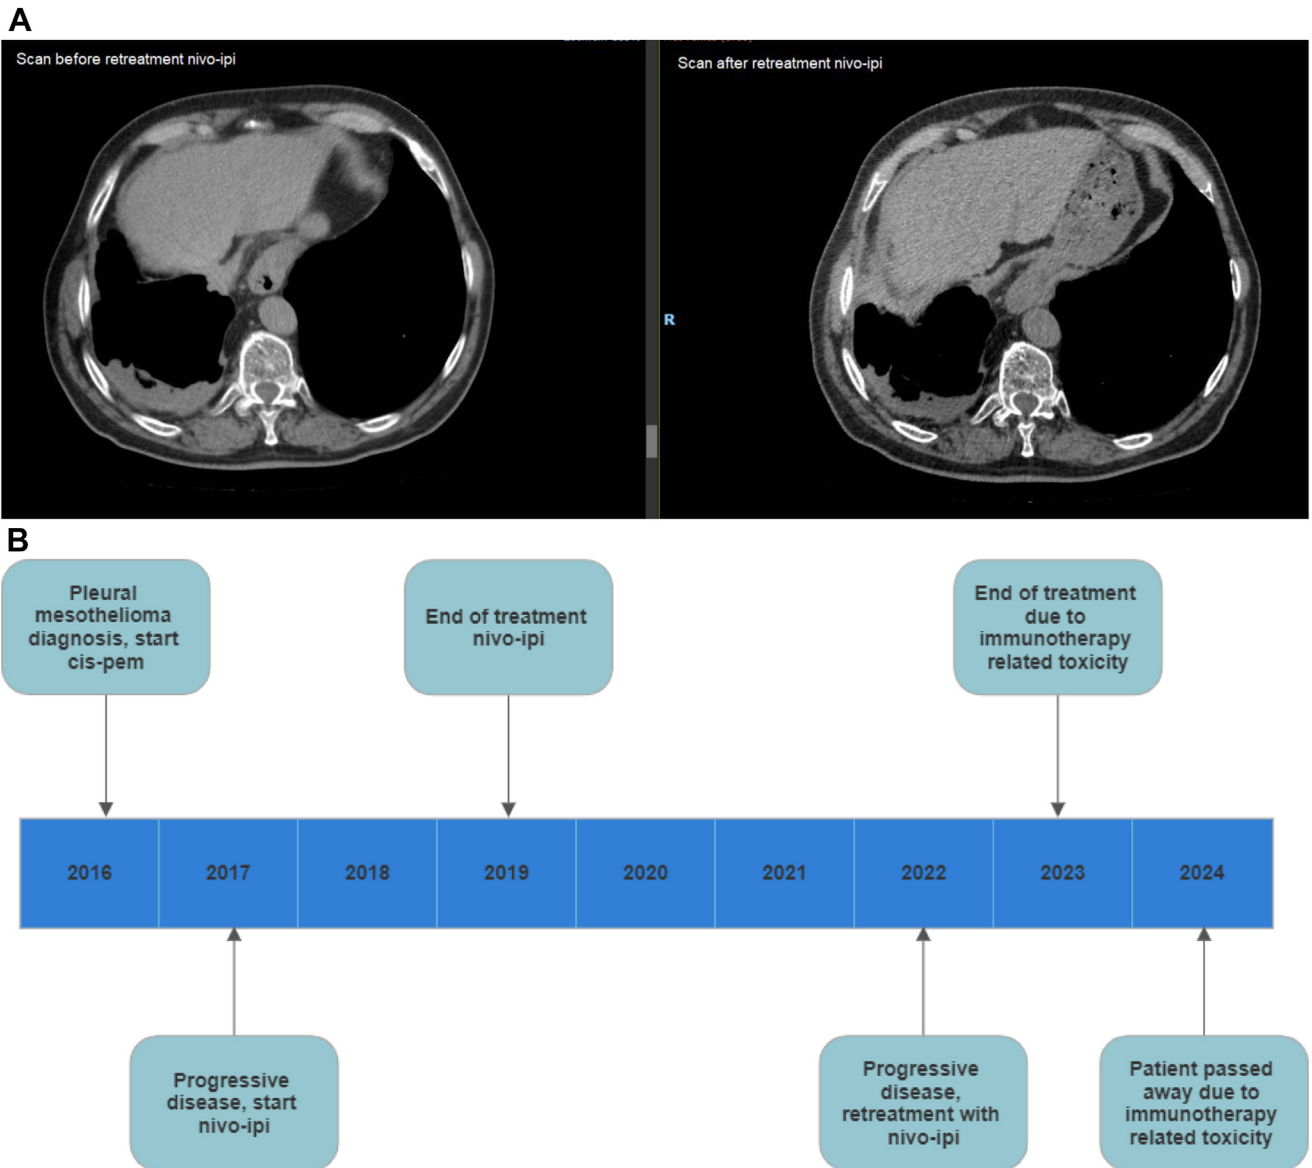 A
Scan before retreatment nivo-ipi
Scan after retreatment nivo-ipi
R
B
Pleural
mesothelioma
diagnosis, start
cis-pem
End of treatment
nivo-ipi
End of treatment
due to
immunotherapy
related toxicity
2016
2017
2018
2019
2020
2021
2022
2023
2024
Progressive
disease, start
nivo-ipi
Progressive
disease,
retreatment with
nivo-ipi
Patient passed
away due to
immunotherapy
related toxicity